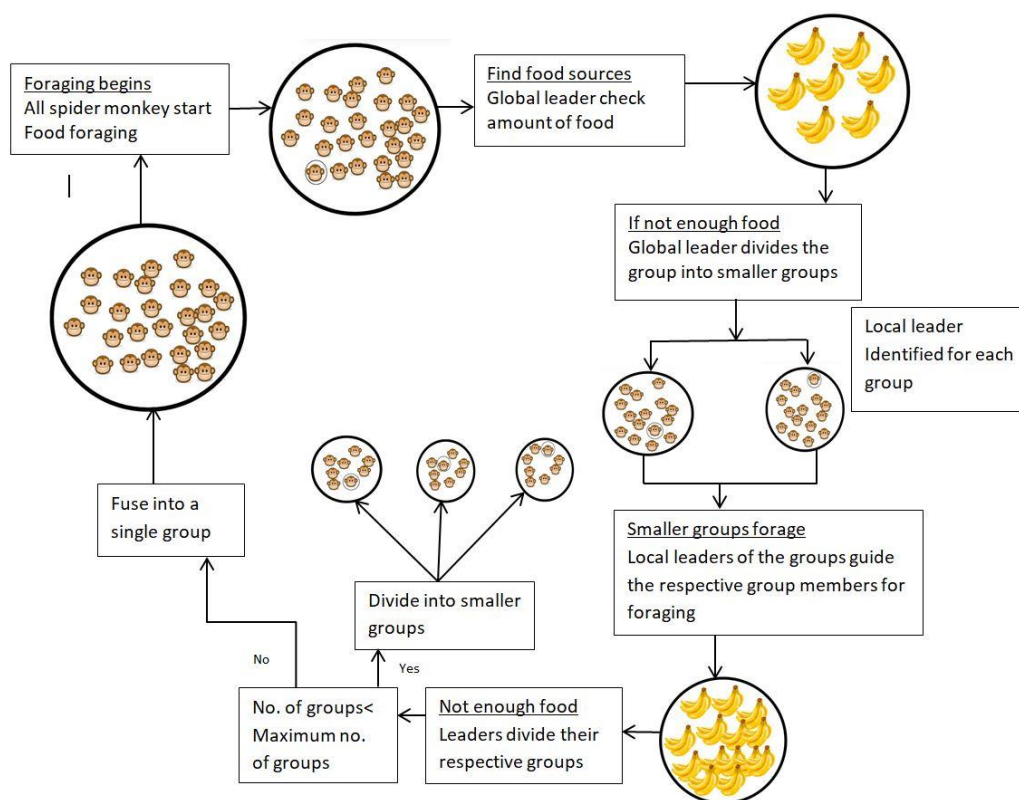 Foraging begins
All spider monkey start
Food foraging
Find food sources
Global leader check
amount of food
If not enough food
Global leader divides the
group into smaller groups
Local leader
Identified for each
group
Smaller groups forage
Local leaders of the groups guide
the respective group members for
foraging
Not enough food
Leaders divide their
respective groups
No. of groups<
Maximum no.
of groups
Yes
Divide into smaller
groups
No
Fuse into a
single group